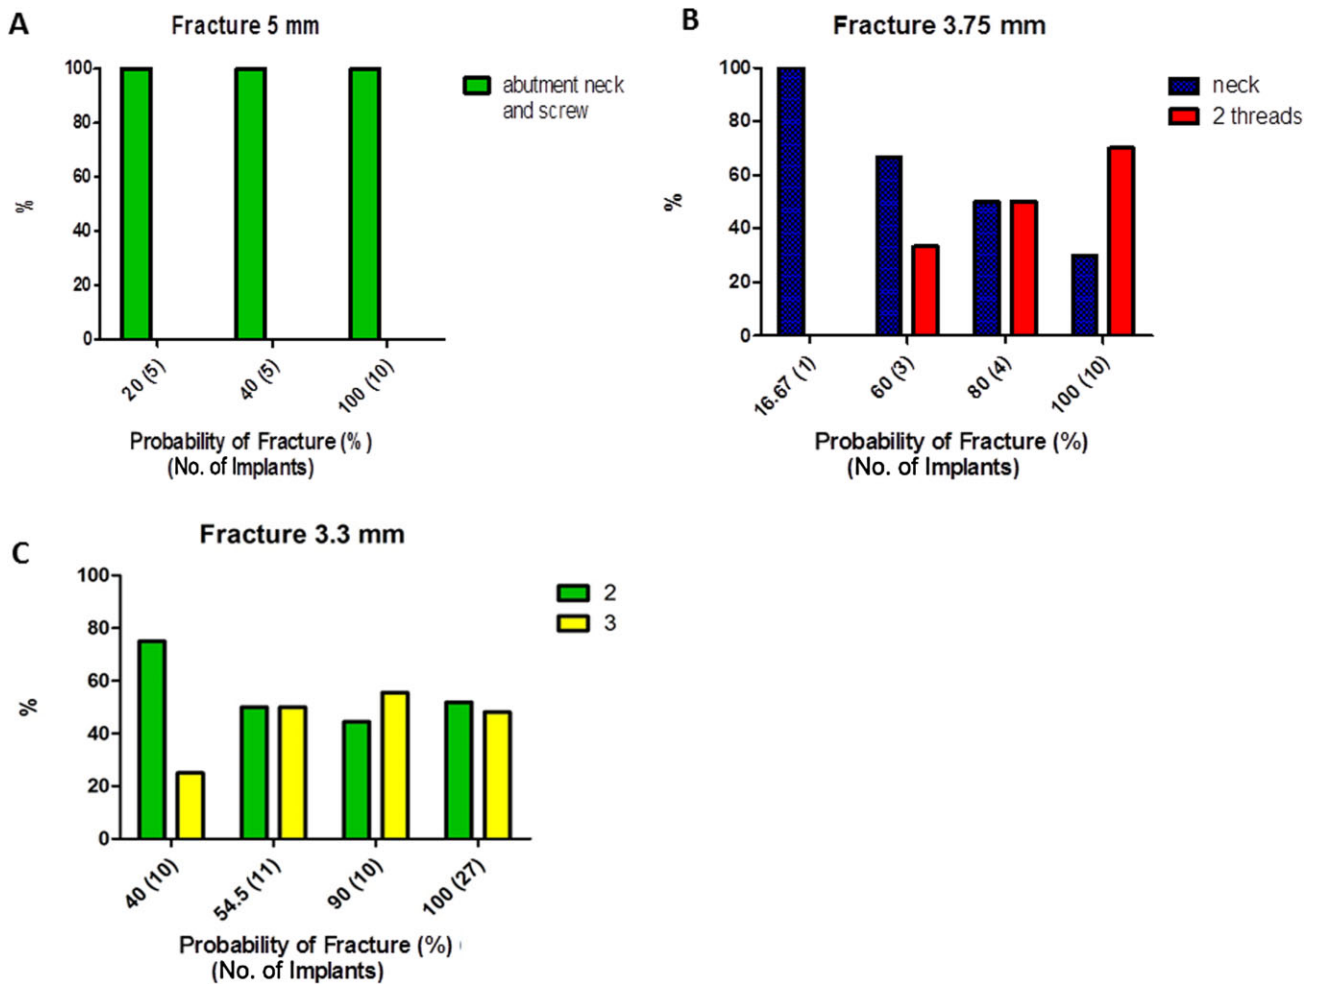 A
Fracture 5 mm
100
80
60
40
20
0
%
abutment neck
and screw
20 (5)
40 (5)
100 (10)
Probability of Fracture (% )
(No. of Implants)
B
Fracture 3.75 mm
100
80
60
40
20
0
%
neck
2 threads
16.67 (1)
60 (3)
80 (4)
100 (10)
Probability of Fracture (%)
(No. of Implants)
C
Fracture 3.3 mm
100
80
60
40
20
0
%
2
3
40 (10)
54.5 (11)
90 (10)
100 (27)
Probability of Fracture (%)
(No. of Implants)